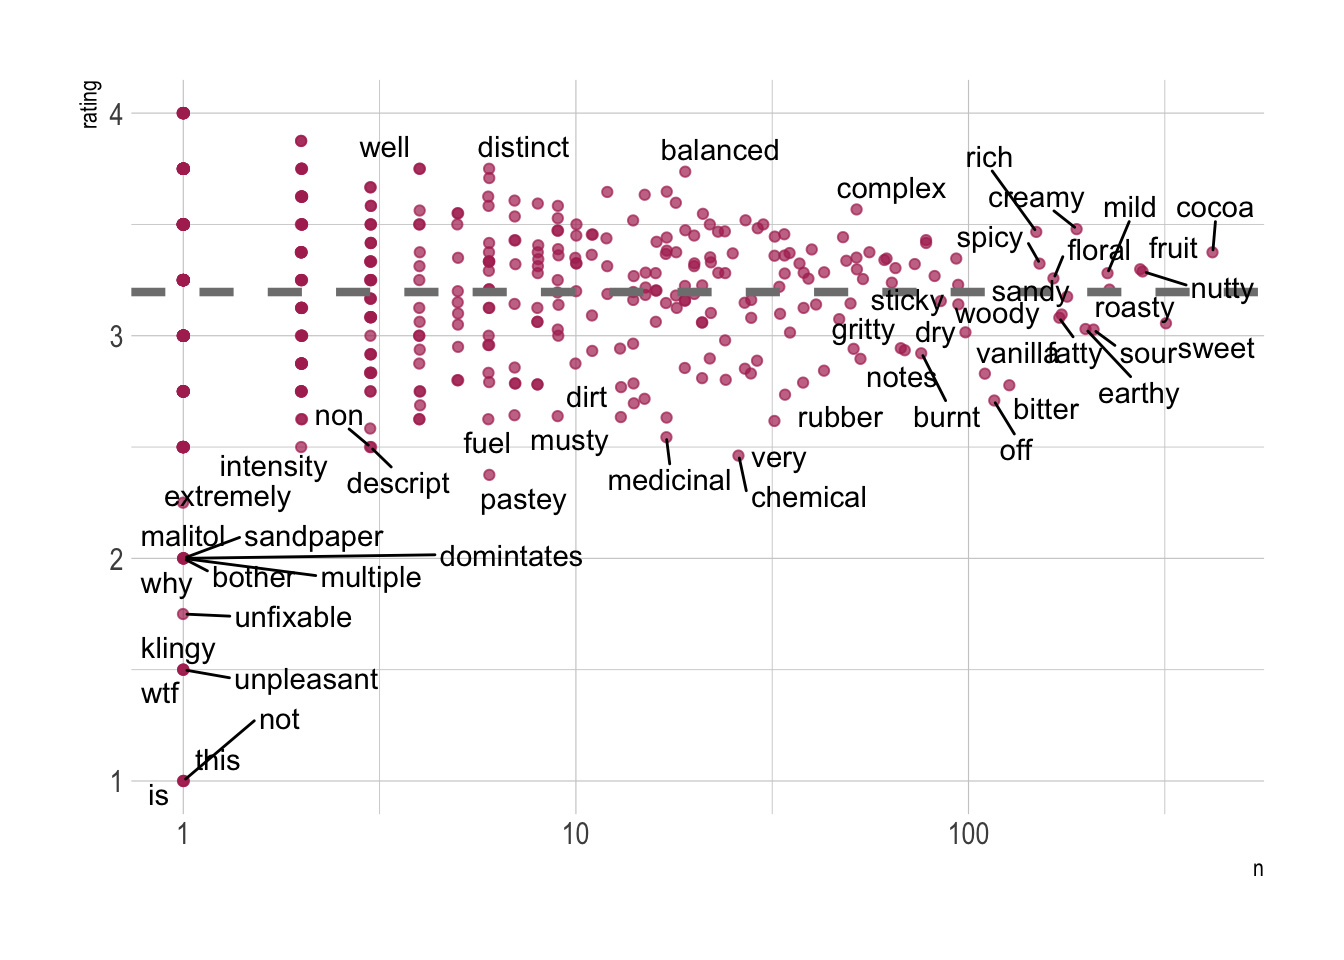 rating
4
well
distinct
balanced
rich
complex
creamy
mild
cocoa
spicy
floral
fruit
sandy
nutty
sticky
woody
roasty
3
gritty
dry
vanilla
fatty
sour
sweet
notes
earthy
dirt
non
rubber
burnt
bitter
fuel
musty
off
intensity
very
descript
medicinal
extremely
pastey
chemical
malitol
sandpaper
2
domintates
why
bother
multiple
unfixable
klingy
unpleasant
wtf
not
this
1
is
1
10
100
n